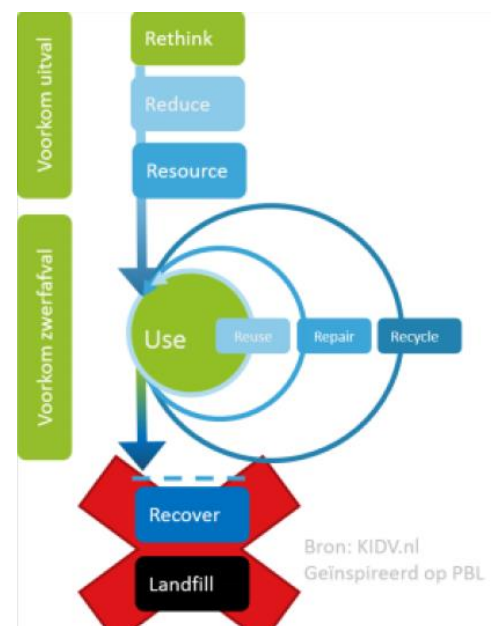 Voorkom uitval
Rethink
Reduce
Resource
Voorkom zwerfafval
Use
Reuse
Repair
Recycle
Recover
Landfill
Bron: KIDV.nl
Geïnspireerd op PBL